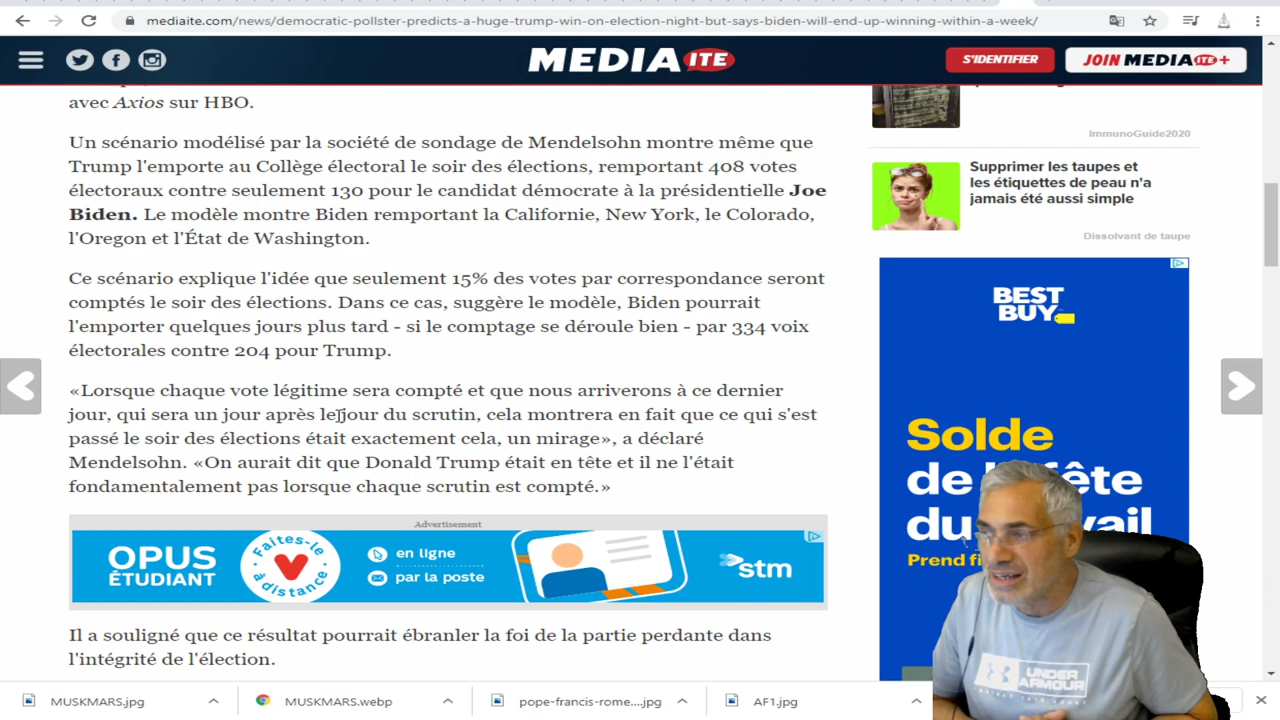 mediaite.com/news/democratic-pollster-predicts-a-huge-trump-win-on-election-night-but-says-biden-will-end-up-winning-within-a-week/
MEDIA ITE
S'IDENTIFIER
JOIN MEDIA ITE +
avec Axios sur HBO.
Un scénario modélisé par la société de sondage de Mendelsohn montre même que
Trump l'emporte au Collège électoral le soir des élections, remportant 408 votes
électoraux contre seulement 130 pour le candidat démocrate à la présidentielle Joe
Biden. Le modèle montre Biden remportant la Californie, New York, le Colorado,
l'Oregon et l'État de Washington.
Ce scénario explique l'idée que seulement 15% des votes par correspondance seront
comptés le soir des élections. Dans ce cas, suggère le modèle, Biden pourrait
l'emporter quelques jours plus tard - si le comptage se déroule bien - par 334 voix
électorales contre 204 pour Trump.
«Lorsque chaque vote légitime sera compté et que nous arriverons à ce dernier
jour, qui sera un jour après le jour du scrutin, cela montrera en fait que ce qui s'est
passé le soir des élections était exactement cela, un mirage», a déclaré
Mendelsohn. «On aurait dit que Donald Trump était en tête et il ne l'était
fondamentalement pas lorsque chaque scrutin est compté.»
Advertisement
OPUS
ÉTUDIANT
Faites-le
à distance
en ligne
par la poste
stm
Il a souligné que ce résultat pourrait ébranler la foi de la partie perdante dans
l'intégrité de l'élection.
ImmunoGuide2020
Supprimer les taupes et
les étiquettes de peau n'a
jamais été aussi simple
Dissolvant de taupe
BEST
BUY
Solde
de
du
Prend
UNDER
ARMOUR
MUSKMARS.jpg
MUSKMARS.webp
pope-francis-rome....jpg
AF1.jpg